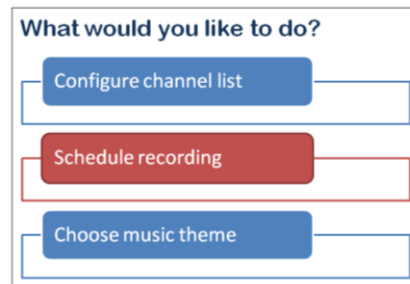 What would you like to do?
Configure channel list
Schedule recording
Choose music theme